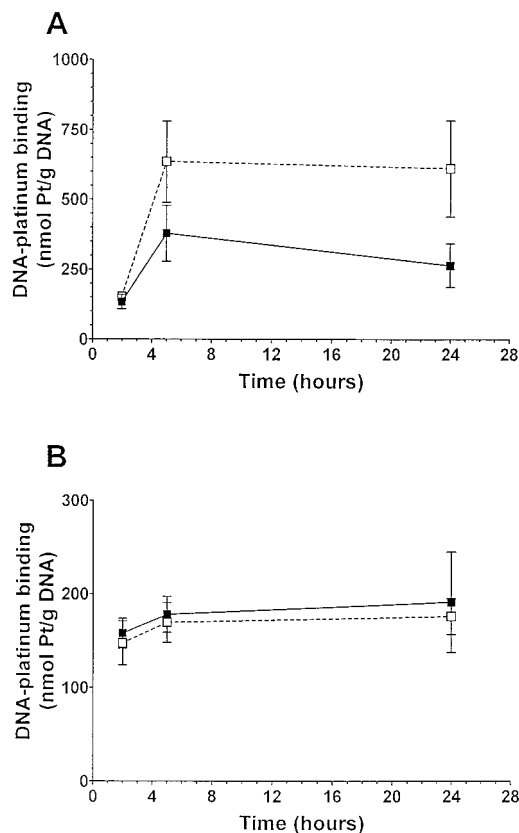 A
DNA-platinum binding
(nmol Pt/g DNA)
1000
750
500
250
0
0 4 8 12 16 20 24 28
Time (hours)
B
DNA-platinum binding
(nmol Pt/g DNA)
300
200
100
0
0 4 8 12 16 20 24 28
Time (hours)